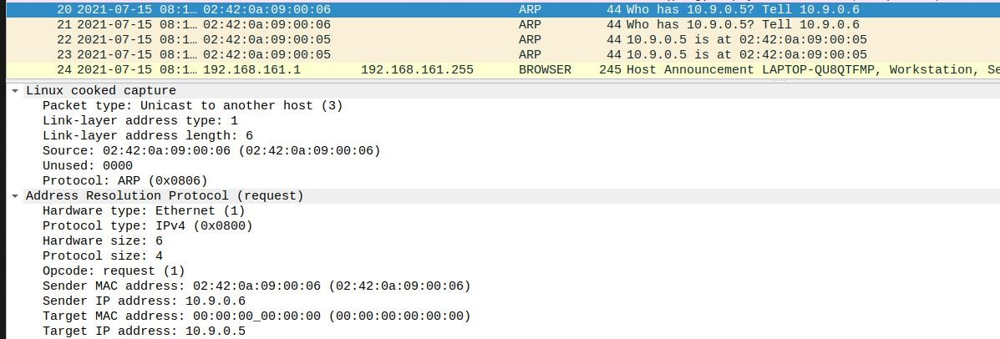 20 2021-07-15 08:1… 02:42:0a:09:00:06 ARP 44 Who has 10.9.0.5? Tell 10.9.0.6
21 2021-07-15 08:1… 02:42:0a:09:00:06 ARP 44 Who has 10.9.0.5? Tell 10.9.0.6
22 2021-07-15 08:1… 02:42:0a:09:00:05 ARP 44 10.9.0.5 is at 02:42:0a:09:00:05
23 2021-07-15 08:1… 02:42:0a:09:00:05 ARP 44 10.9.0.5 is at 02:42:0a:09:00:05
24 2021-07-15 08:1… 192.168.161.1 192.168.161.255 BROWSER 245 Host Announcement LAPTOP-QU8QTFMP, Workstation, Se
Linux cooked capture
Packet type: Unicast to another host (3)
Link-layer address type: 1
Link-layer address length: 6
Source: 02:42:0a:09:00:06 (02:42:0a:09:00:06)
Unused: 0000
Protocol: ARP (0x0806)
Address Resolution Protocol (request)
Hardware type: Ethernet (1)
Protocol type: IPv4 (0x0800)
Hardware size: 6
Protocol size: 4
Opcode: request (1)
Sender MAC address: 02:42:0a:09:00:06 (02:42:0a:09:00:06)
Sender IP address: 10.9.0.6
Target MAC address: 00:00:00_00:00:00 (00:00:00:00:00:00)
Target IP address: 10.9.0.5